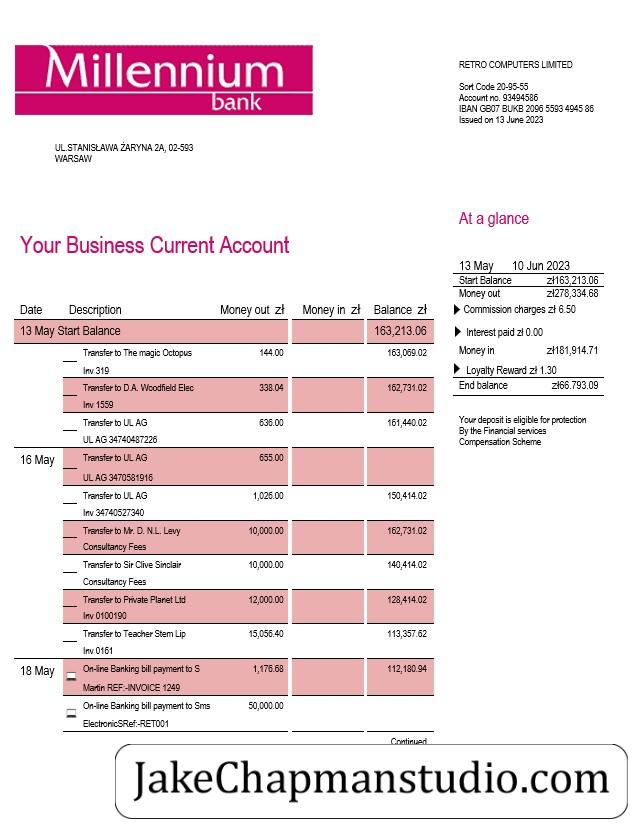 Millennium
bank
RETRO COMPUTERS LIMITED
Sort Code 20-95-55
Account no. 93494586
IBAN GB07 BUKB 2096 5593 4945 86
Issued on 13 June 2023
UL.STANISŁAWA ŻARYNA 2A, 02-593
WARSAW
At a glance
Your Business Current Account
13 May 10 Jun 2023
Start Balance zł163,213.06
Money out zł278,334.68
Commission charges zł 6.50
Interest paid zł 0.00
Money in zł181,914.71
Loyalty Reward zł 1.30
End balance zł66.793.09
Your deposit is eligible for protection
By the Financial services
Compensation Scheme
Date Description Money out zł Money in zł Balance zł
13 May Start Balance 163,213.06
Transfer to The magic Octopus 144.00 163,069.02
Inv 319
Transfer to D.A. Woodfield Elec 338.04 162,731.02
Inv 1559
Transfer to UL AG 636.00 161,440.02
UL AG 34740487226
16 May Transfer to UL AG 655.00
UL AG 3470581916
Transfer to UL AG 1,026.00 150,414.02
Inv 34740527340
Transfer to Mr. D. N.L. Levy 10,000.00 162,731.02
Consultancy Fees
Transfer to Sir Clive Sinclair 10,000.00 140,414.02
Consultancy Fees
Transfer to Private Planet Ltd 12,000.00 128,414.02
Inv 0100190
Transfer to Teacher Stem Lip 15,056.40 113,357.62
Inv 0161
18 May On-line Banking bill payment to S 1,176.68 112,180.94
Martin REF:-INVOICE 1249
On-line Banking bill payment to Sms 50,000.00
ElectronicSRef:-RET001
Continued
JakeChapmanstudio.com